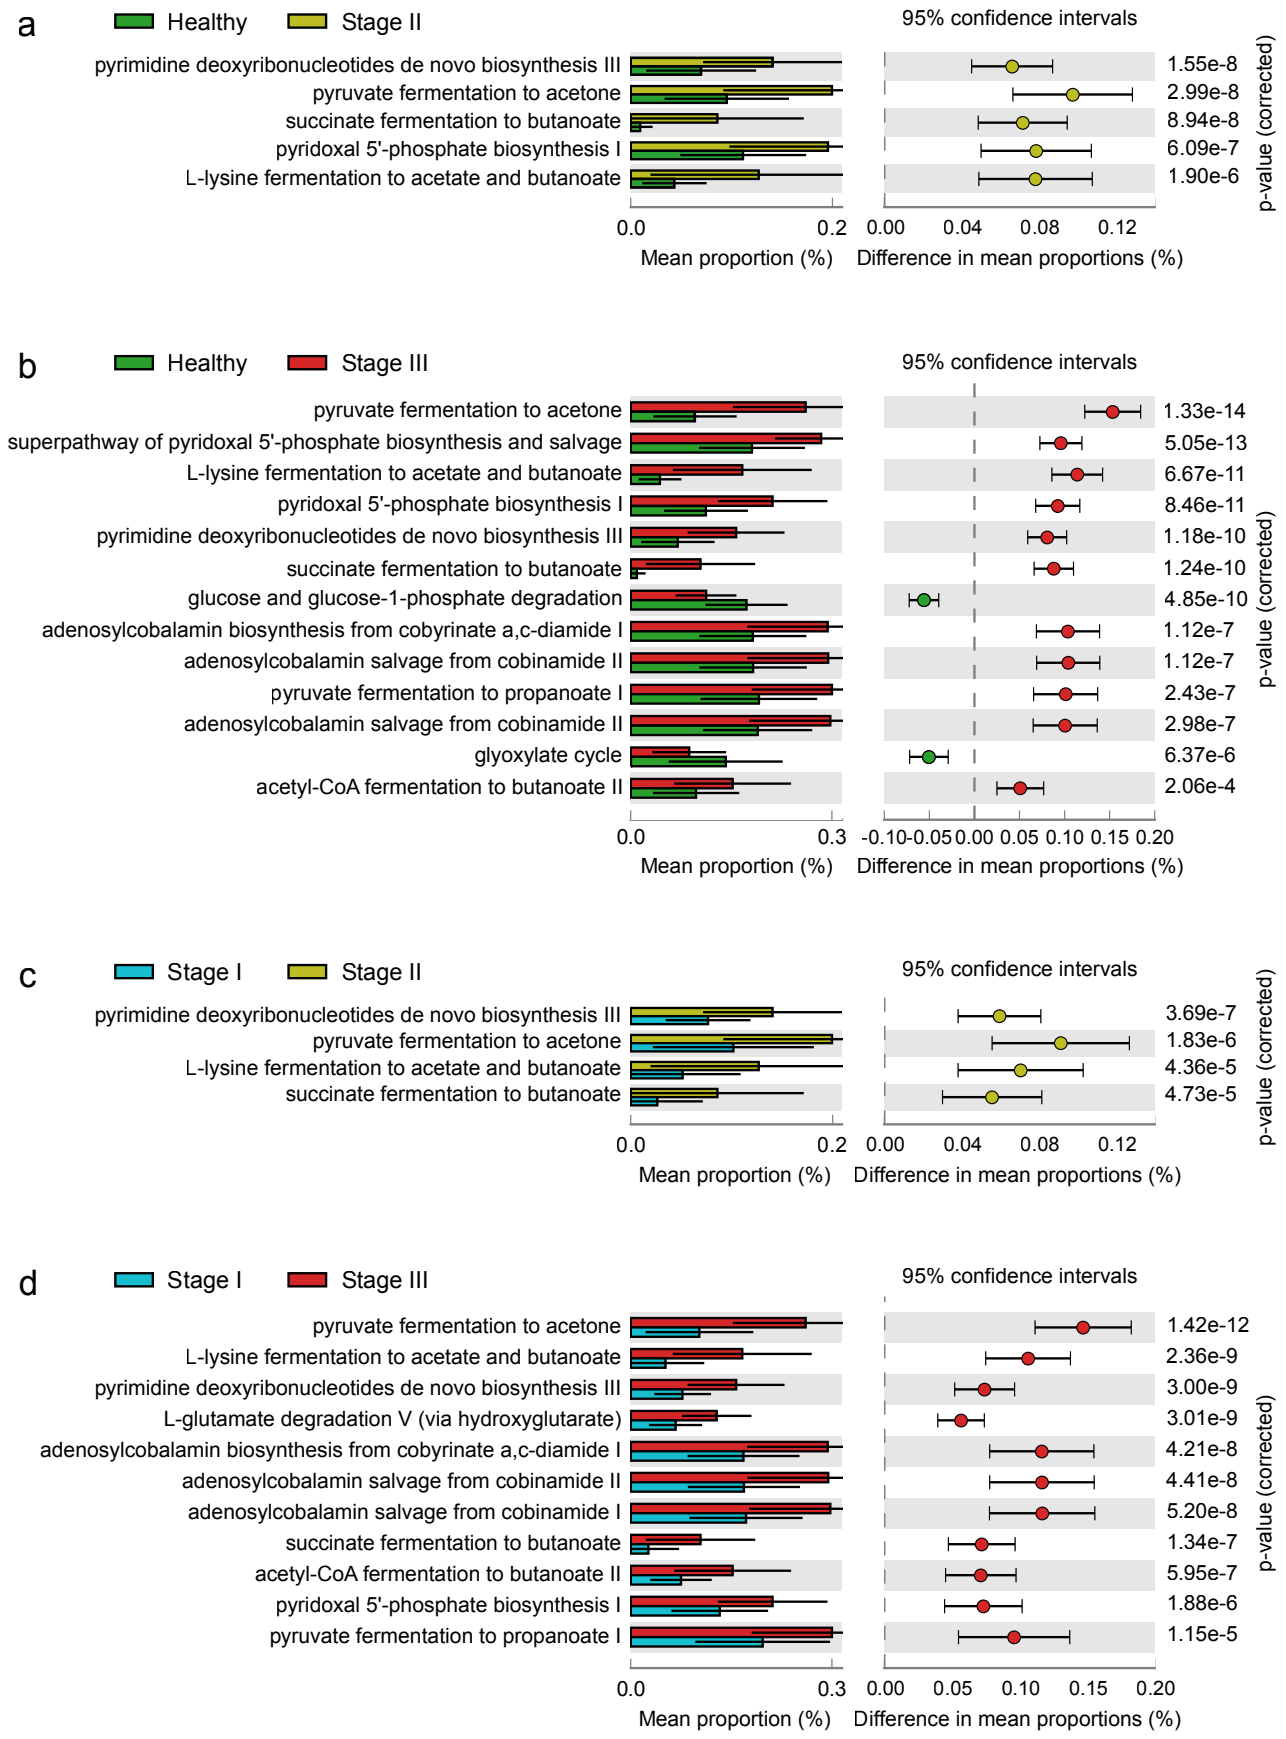 a
Healthy
Stage II
95% confidence intervals
pyrimidine deoxyribonucleotides de novo biosynthesis III
1.55e-8
pyruvate fermentation to acetone
2.99e-8
succinate fermentation to butanoate
8.94e-8
pyridoxal 5'-phosphate biosynthesis I
6.09e-7
L-lysine fermentation to acetate and butanoate
1.90e-6
p-value (corrected)
0.0 0.2
0.00 0.04 0.08 0.12
Mean proportion (%)
Difference in mean proportions (%)
b
Healthy
Stage III
95% confidence intervals
pyruvate fermentation to acetone
1.33e-14
superpathway of pyridoxal 5'-phosphate biosynthesis and salvage
5.05e-13
L-lysine fermentation to acetate and butanoate
6.67e-11
pyridoxal 5'-phosphate biosynthesis I
8.46e-11
pyrimidine deoxyribonucleotides de novo biosynthesis III
1.18e-10
succinate fermentation to butanoate
1.24e-10
glucose and glucose-1-phosphate degradation
4.85e-10
adenosylcobalamin biosynthesis from cobyrinate a,c-diamide I
1.12e-7
adenosylcobalamin salvage from cobinamide II
1.12e-7
pyruvate fermentation to propanoate I
2.43e-7
adenosylcobalamin salvage from cobinamide II
2.98e-7
glyoxylate cycle
6.37e-6
acetyl-CoA fermentation to butanoate II
2.06e-4
p-value (corrected)
0.0 0.3
-0.10 -0.05 0.00 0.05 0.10 0.15 0.20
Mean proportion (%)
Difference in mean proportions (%)
c
Stage I
Stage II
95% confidence intervals
pyrimidine deoxyribonucleotides de novo biosynthesis III
3.69e-7
pyruvate fermentation to acetone
1.83e-6
L-lysine fermentation to acetate and butanoate
4.36e-5
succinate fermentation to butanoate
4.73e-5
p-value (corrected)
0.0 0.2
0.00 0.04 0.08 0.12
Mean proportion (%)
Difference in mean proportions (%)
d
Stage I
Stage III
95% confidence intervals
pyruvate fermentation to acetone
1.42e-12
L-lysine fermentation to acetate and butanoate
2.36e-9
pyrimidine deoxyribonucleotides de novo biosynthesis III
3.00e-9
L-glutamate degradation V (via hydroxyglutarate)
3.01e-9
adenosylcobalamin biosynthesis from cobyrinate a,c-diamide I
4.21e-8
adenosylcobalamin salvage from cobinamide II
4.41e-8
adenosylcobalamin salvage from cobinamide I
5.20e-8
succinate fermentation to butanoate
1.34e-7
acetyl-CoA fermentation to butanoate II
5.95e-7
pyridoxal 5'-phosphate biosynthesis I
1.88e-6
pyruvate fermentation to propanoate I
1.15e-5
p-value (corrected)
0.0 0.3
0.00 0.05 0.10 0.15 0.20
Mean proportion (%)
Difference in mean proportions (%)